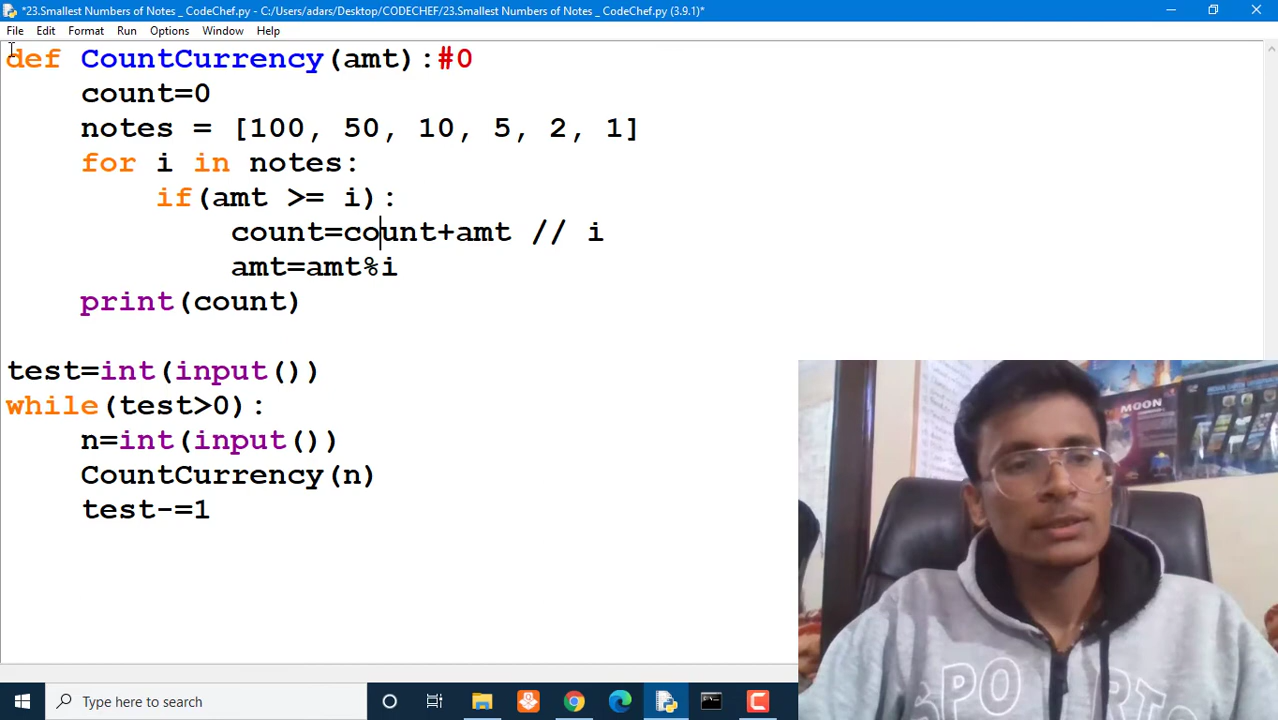 *23.Smallest Numbers of Notes _ CodeChef.py - C:/Users/adars/Desktop/CODECHEF/23.Smallest Numbers of Notes _ CodeChef.py (3.9.1)*
File Edit Format Run Options Window Help
def CountCurrency(amt):#0
    count=0
    notes = [100, 50, 10, 5, 2, 1]
    for i in notes:
        if(amt >= i):
            count=count+amt // i
            amt=amt%i
    print(count)
test=int(input())
while(test>0):
    n=int(input())
    CountCurrency(n)
    test-=1
MOON
SPORT
Type here to search